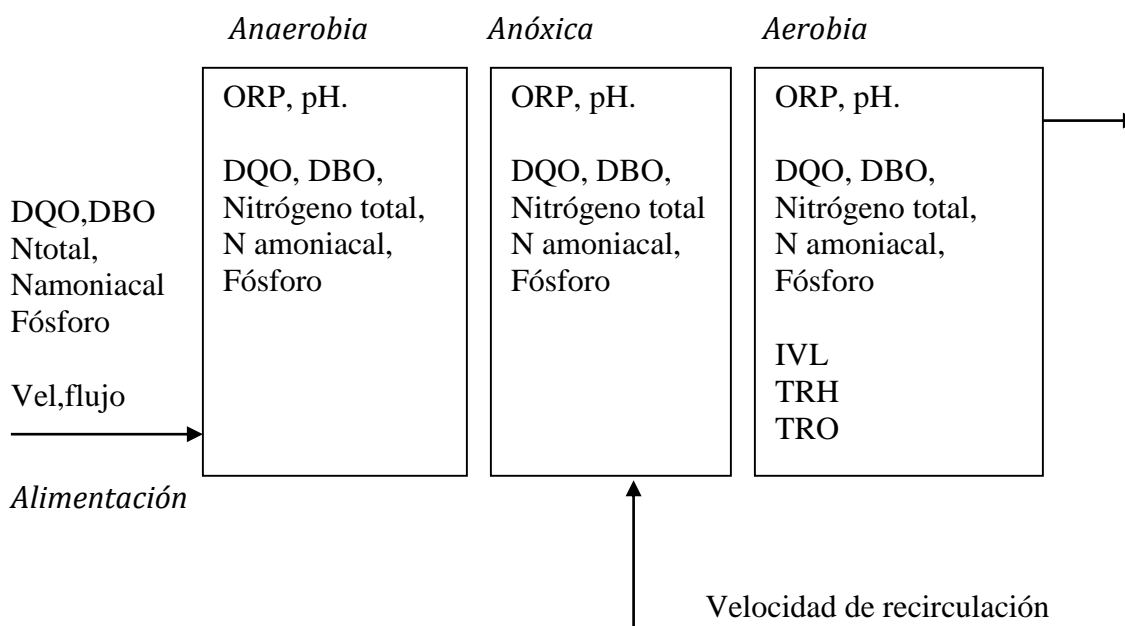 Anaerobia
Anóxica
Aerobia
DQO,DBO
Ntotal,
Namoniacal
Fósforo
Vel,flujo
Alimentación
ORP, pH.
DQO, DBO,
Nitrógeno total,
N amoniacal,
Fósforo
ORP, pH.
DQO, DBO,
Nitrógeno total
N amoniacal,
Fósforo
ORP, pH.
DQO, DBO,
Nitrógeno total,
N amoniacal,
Fósforo
IVL
TRH
TRO
Velocidad de recirculación